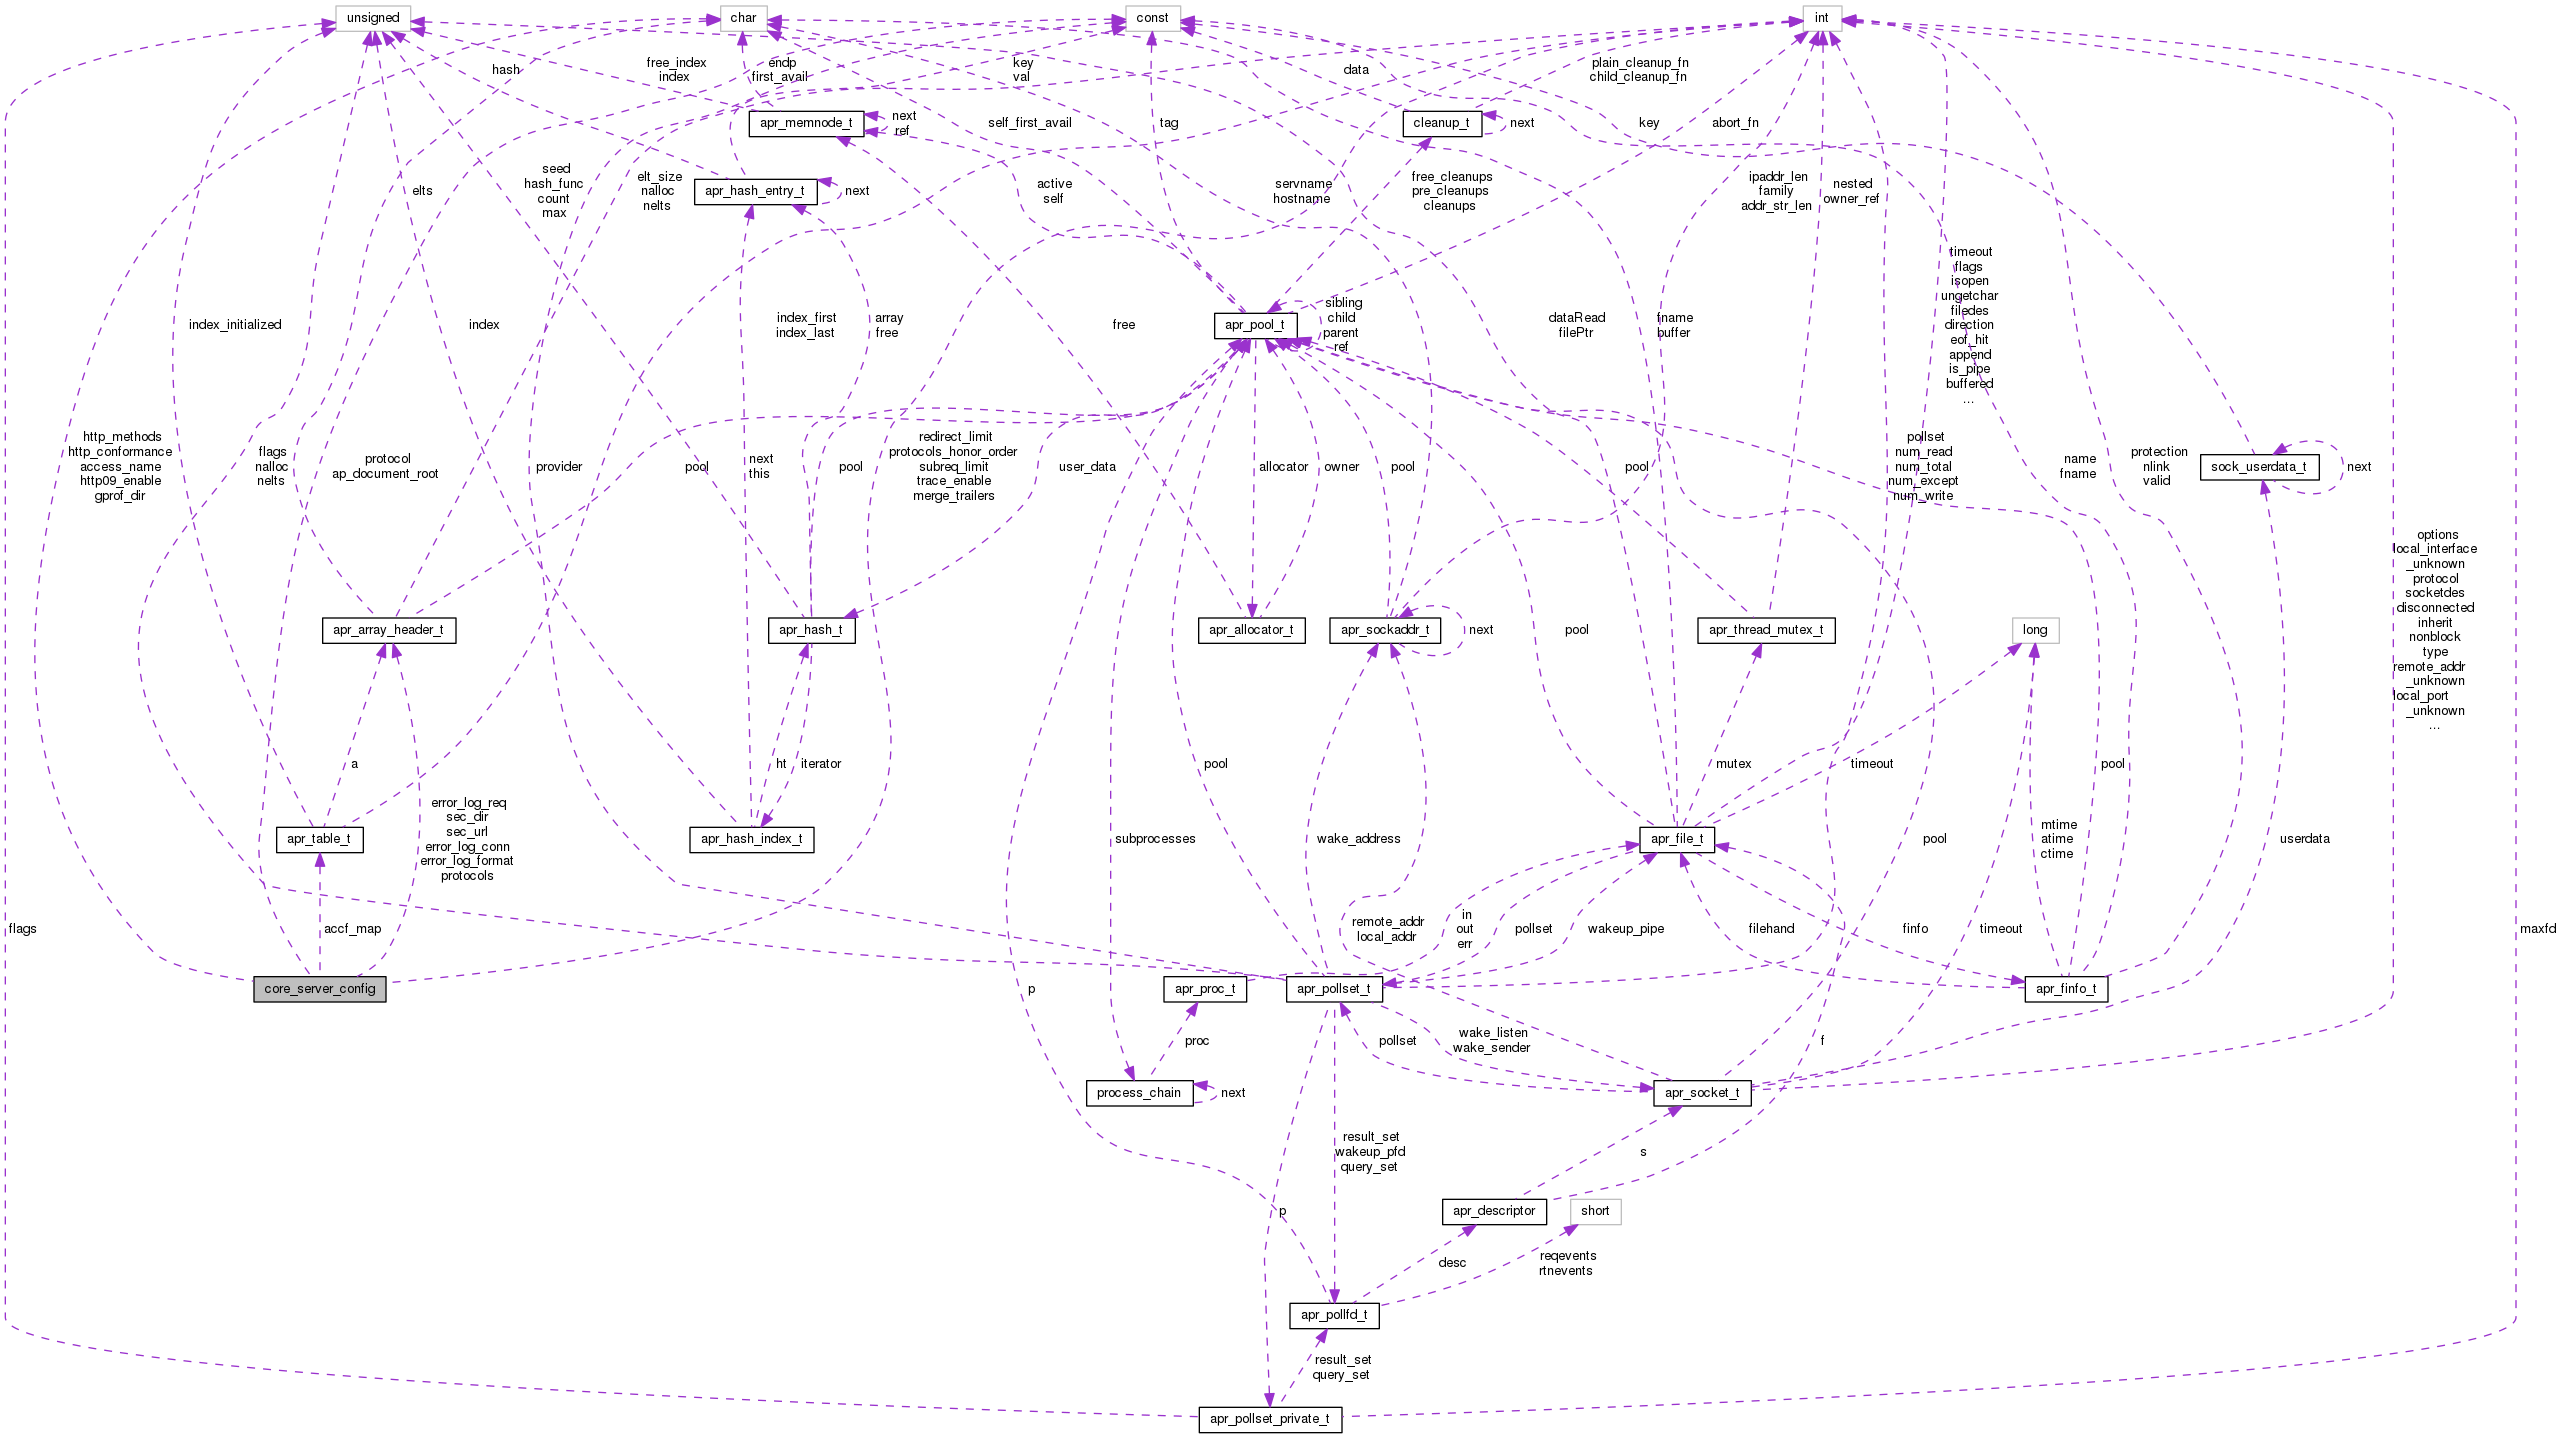 unsigned
char
const
int
hash
free_index
index
endp
first_avail
key
val
data
plain_cleanup_fn
child_cleanup_fn
apr_memnode_t
next
ref
self_first_avail
tag
cleanup_t
next
key
abort_fn
seed
hash_func
count
max
elts
elt_size
nalloc
nelts
apr_hash_entry_t
next
active
self
servname
hostname
free_cleanups
pre_cleanups
cleanups
ipaddr_len
family
addr_str_len
nested
owner_ref
index_initialized
index
index_first
index_last
array
free
free
apr_pool_t
sibling
child
parent
ref
dataRead
filePtr
fname
buffer
timeout
flags
isopen
ungetchar
filedes
direction
eof_hit
append
is_pipe
buffered
...
http_methods
http_conformance
access_name
http09_enable
gprof_dir
flags
nalloc
nelts
protocol
ap_document_root
provider
pool
next
this
pool
redirect_limit
protocols_honor_order
subreq_limit
trace_enable
merge_trailers
user_data
allocator
owner
pool
pool
pollset
num_read
num_total
num_except
num_write
name
fname
protection
nlink
valid
sock_userdata_t
next
apr_array_header_t
apr_hash_t
apr_allocator_t
apr_sockaddr_t
next
pool
apr_thread_mutex_t
long
options
local_interface
_unknown
protocol
socketdes
disconnected
inherit
nonblock
type
remote_addr
_unknown
local_port
_unknown
...
a
ht
iterator
pool
mutex
timeout
pool
error_log_req
sec_dir
sec_url
error_log_conn
error_log_format
protocols
apr_table_t
apr_hash_index_t
subprocesses
wake_address
apr_file_t
pool
mtime
atime
ctime
userdata
flags
accf_map
remote_addr
local_addr
in
out
err
pollset
wakeup_pipe
filehand
finfo
timeout
maxfd
core_server_config
p
apr_proc_t
apr_pollset_t
apr_finfo_t
proc
pollset
wake_listen
wake_sender
f
process_chain
next
apr_socket_t
result_set
wakeup_pfd
query_set
s
p
apr_descriptor
short
desc
reqevents
rtnevents
apr_pollfd_t
result_set
query_set
apr_pollset_private_t